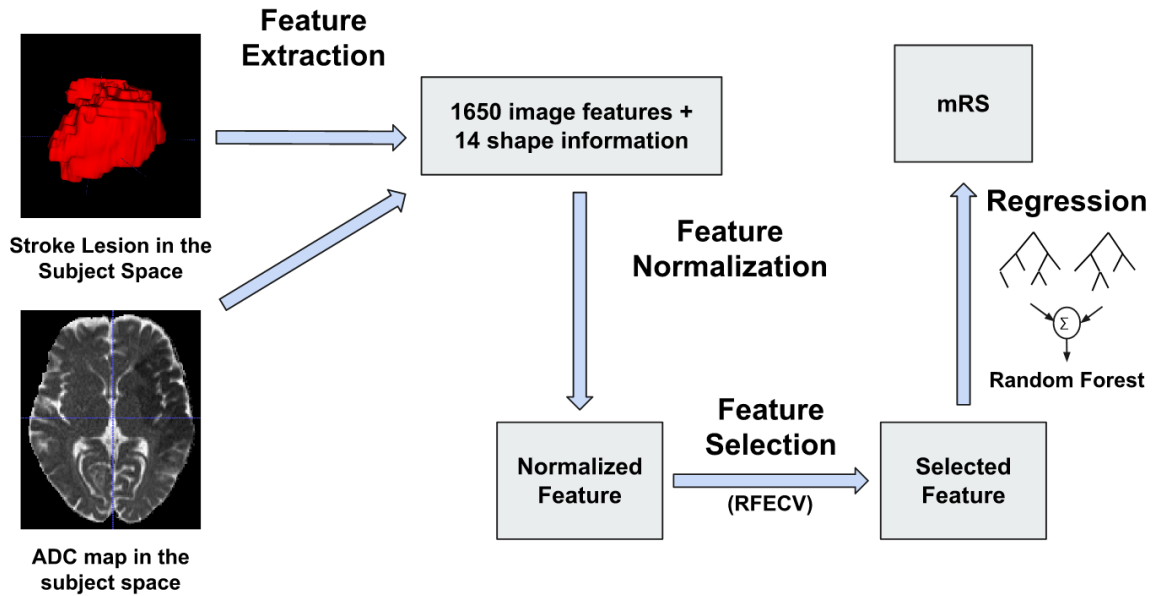 Feature
Extraction
Stroke Lesion in the
Subject Space
ADC map in the
subject space
1650 image features +
14 shape information
Feature
Normalization
Normalized
Feature
Feature
Selection
(RFECV)
Selected
Feature
Regression
Σ
Random Forest
mRS